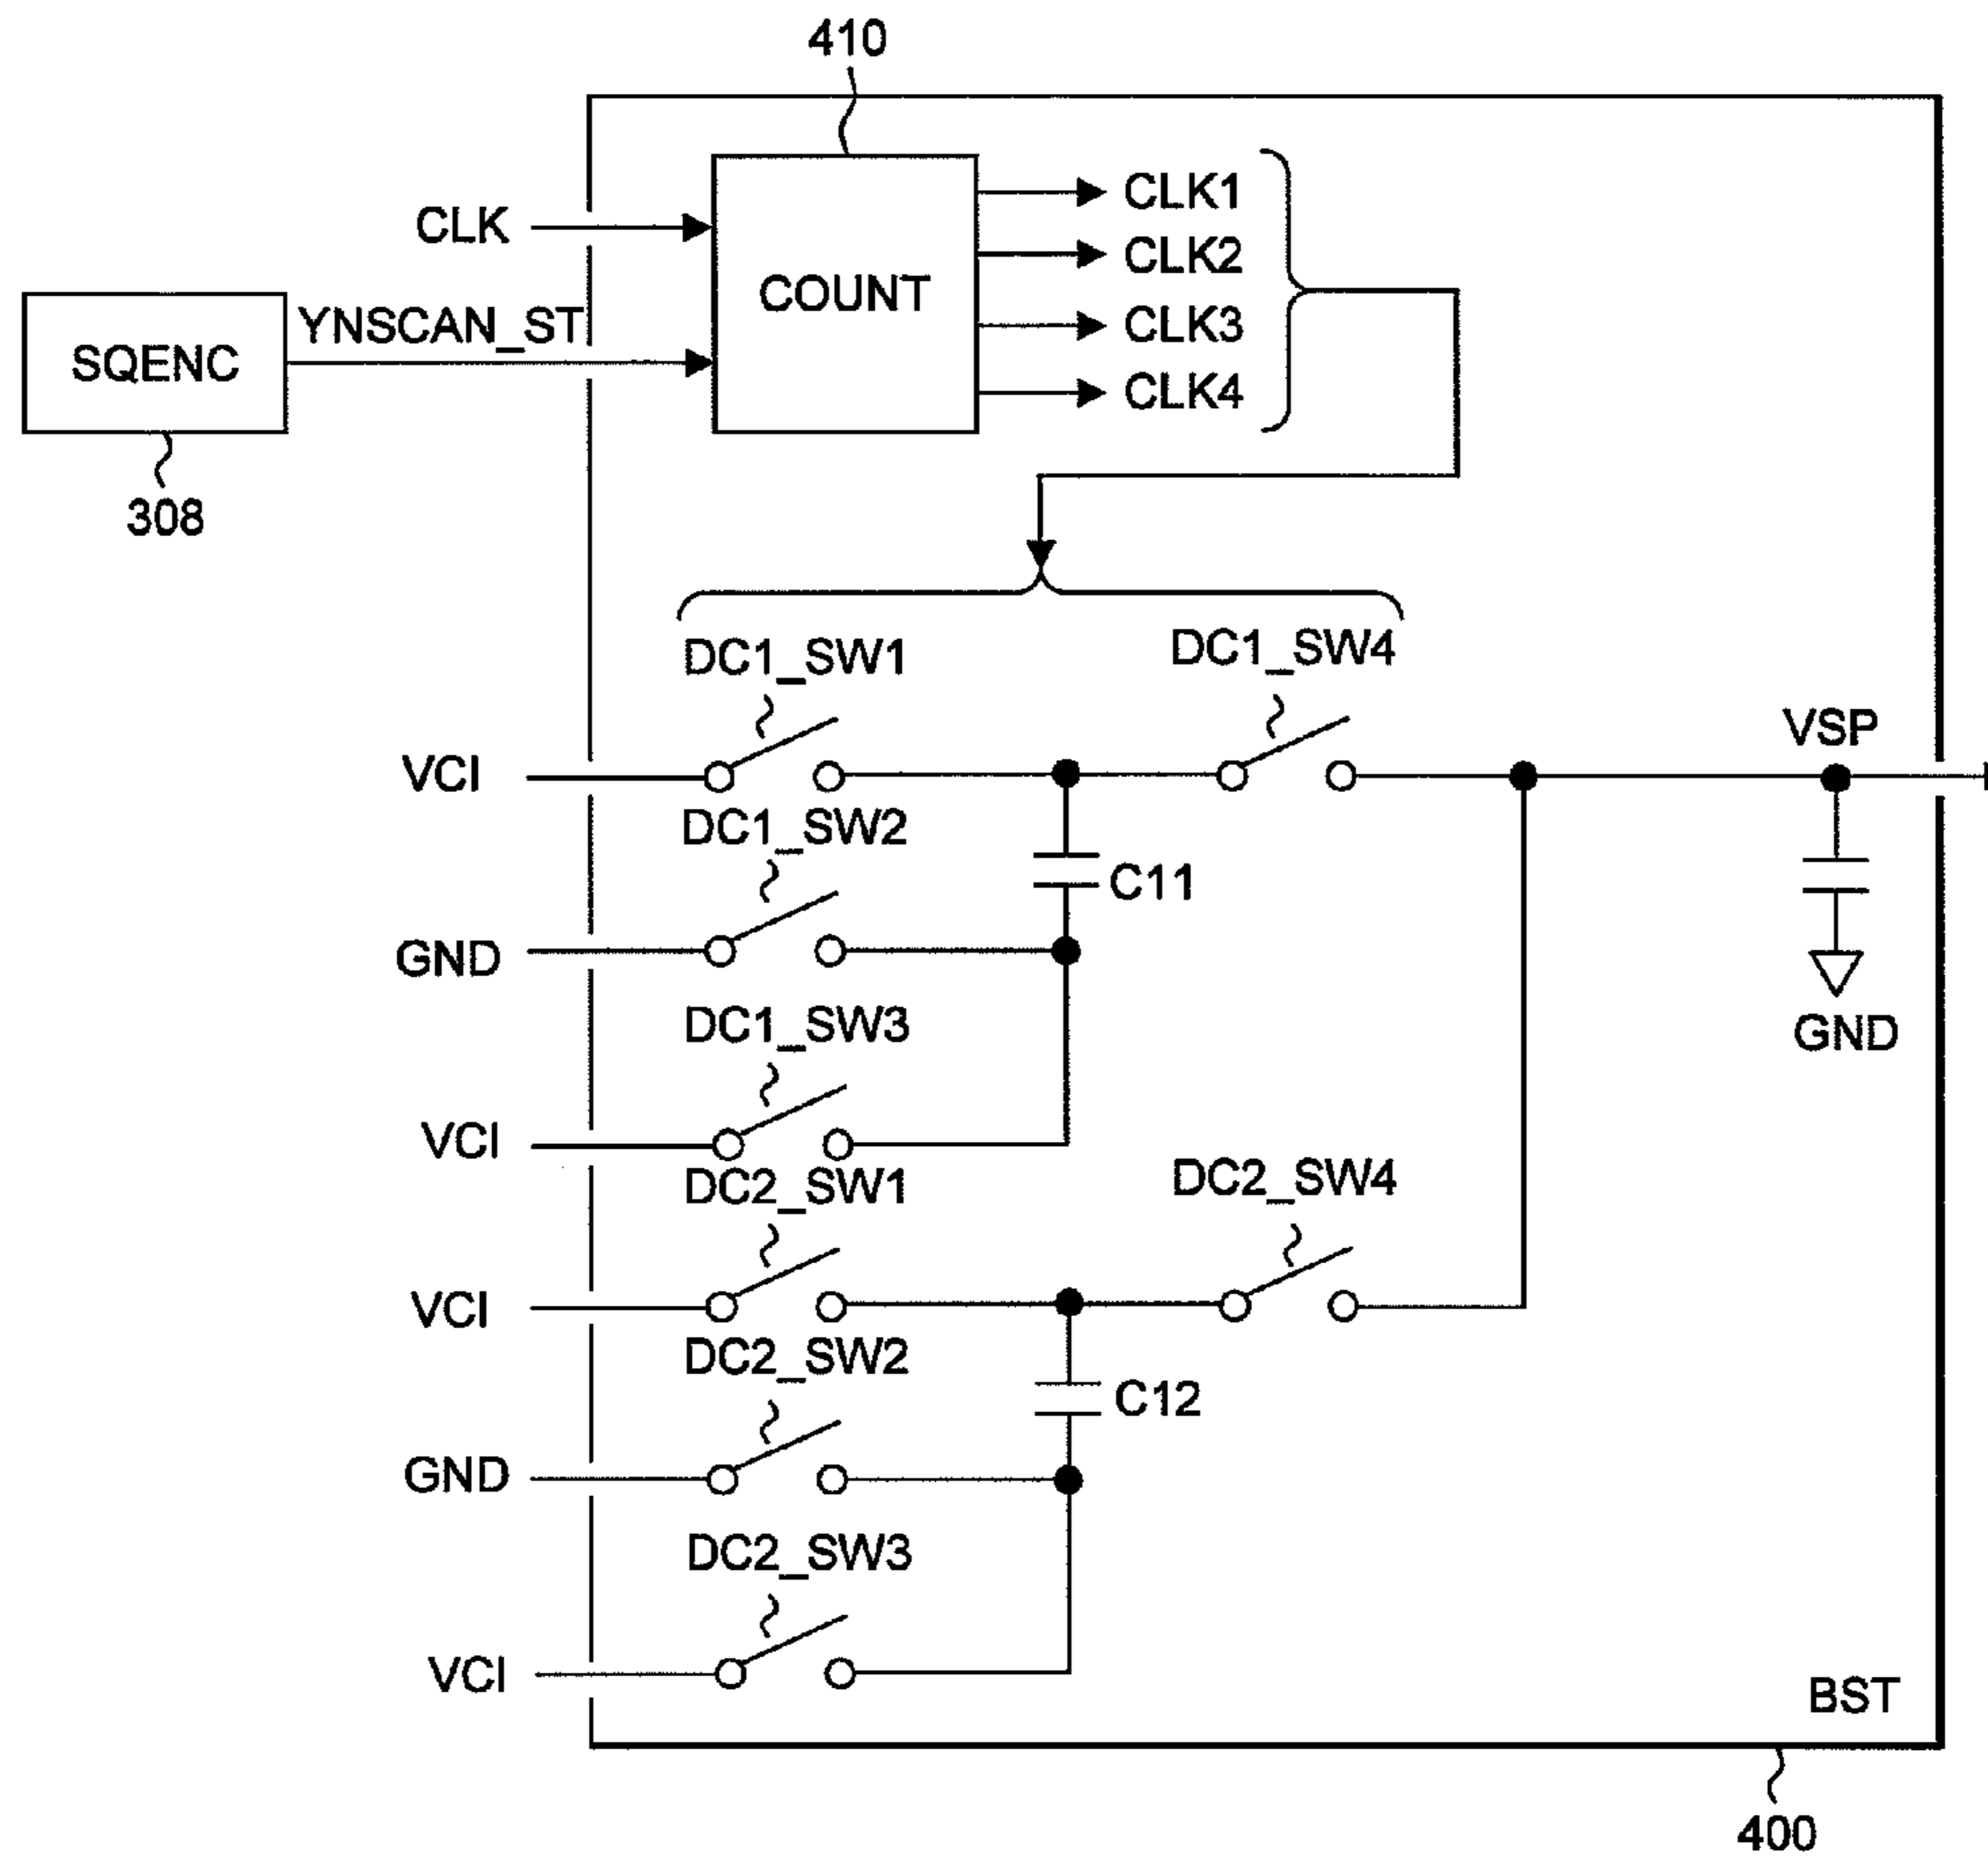 410
CLK
CLK1
CLK2
CLK3
CLK4
COUNT
YNSCAN_ST
SQENC
308
DC1_SW1
DC1_SW4
VCI
VSP
DC1_SW2
C11
GND
DC1_SW3
GND
VCI
DC2_SW1
DC2_SW4
VCI
DC2_SW2
C12
GND
DC2_SW3
VCI
BST
400